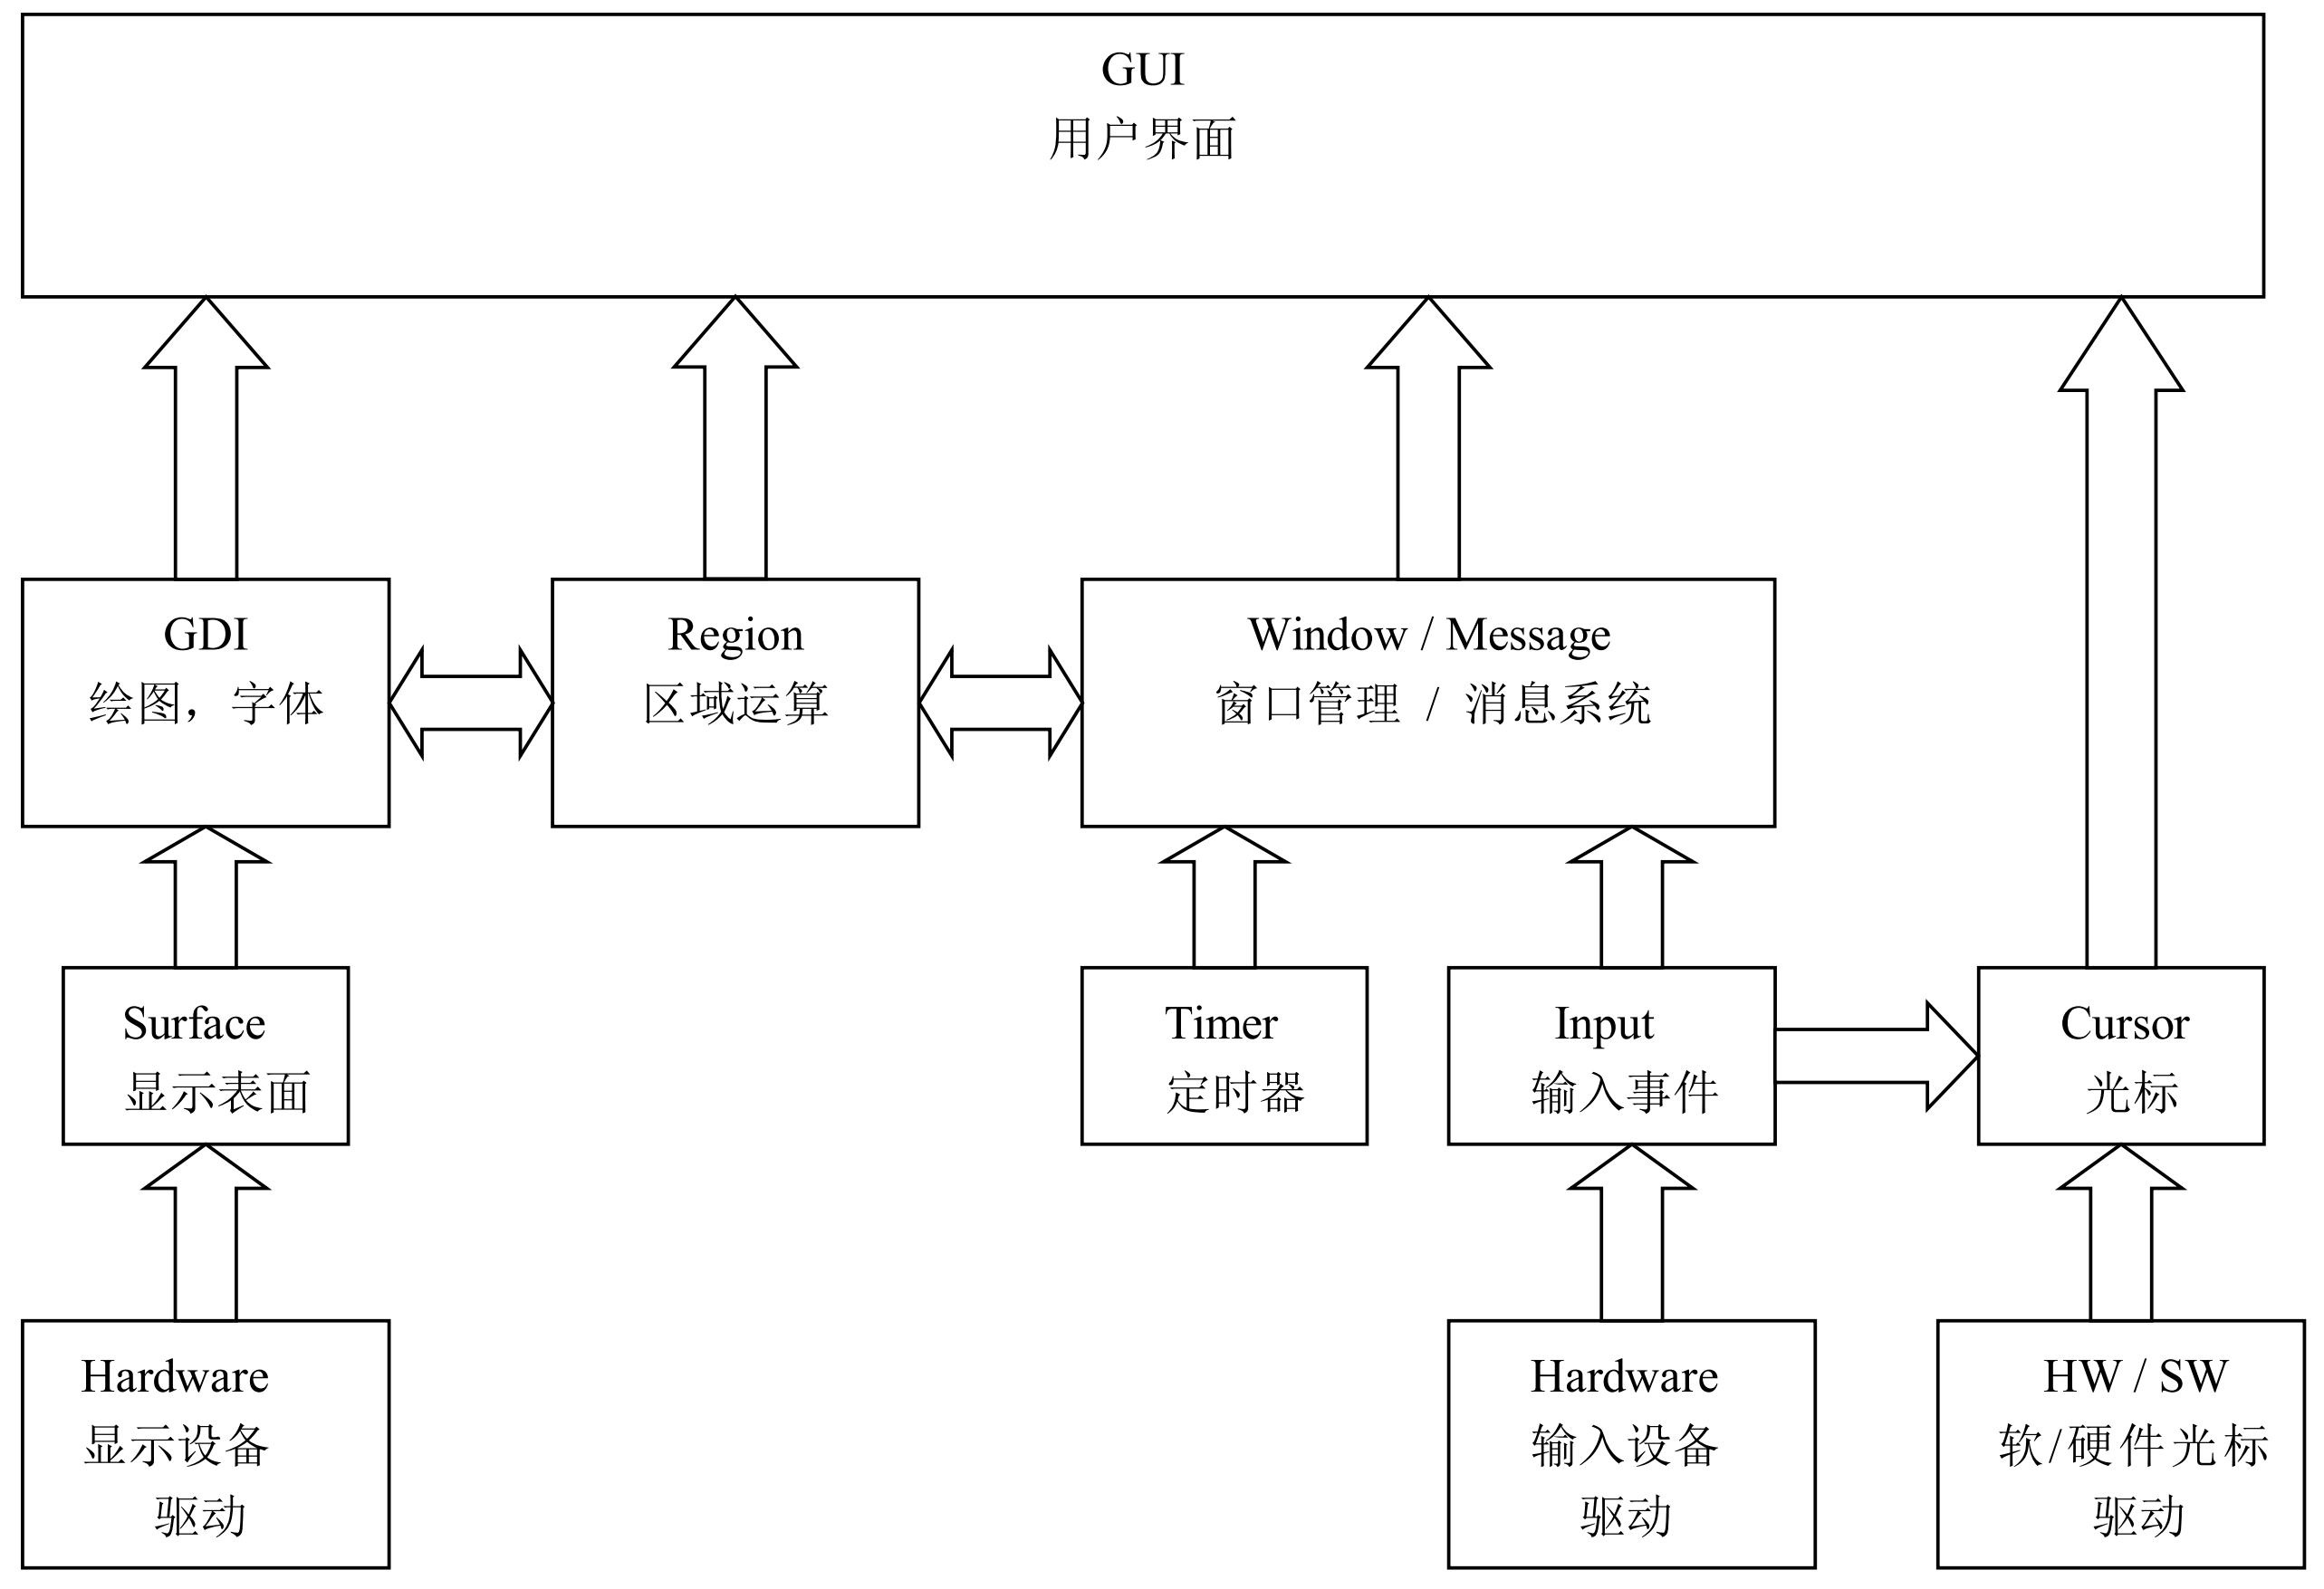 GUI
用户界面
GDI
绘图，字体
Region
区域运算
Window / Message
窗口管理 / 消息系统
Surface
显示表面
Timer
定时器
Input
输入事件
Cursor
光标
Hardware
显示设备
驱动
Hardware
输入设备
驱动
HW / SW
软/硬件光标
驱动